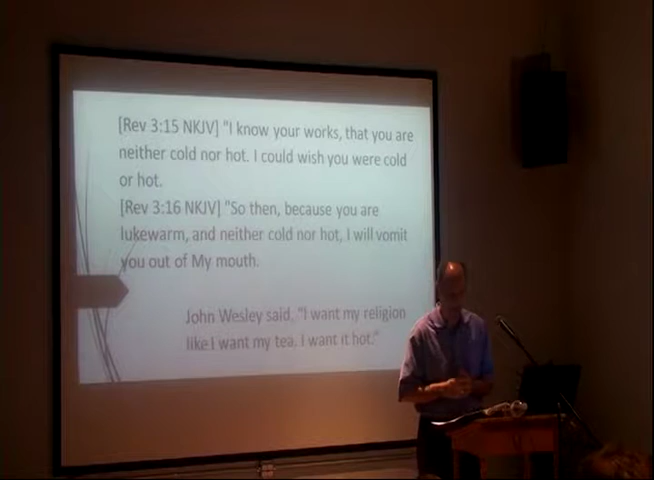 [Rev 3:15 NKJV] "I know your works, that you are
neither cold nor hot. I could wish you were cold
or hot.
[Rev 3:16 NKJV] "So then, because you are
lukewarm, and neither cold nor hot, I will vomit
you out of My mouth.
John Wesley said, "I want my religion
like I want my tea. I want it hot."